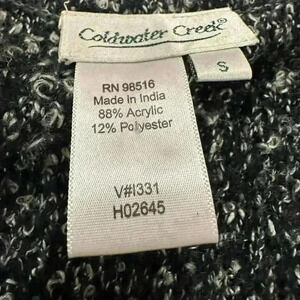 Coldwater Creek®
S
RN 98516
Made in India
88% Acrylic
12% Polyester
V#I331
H02645